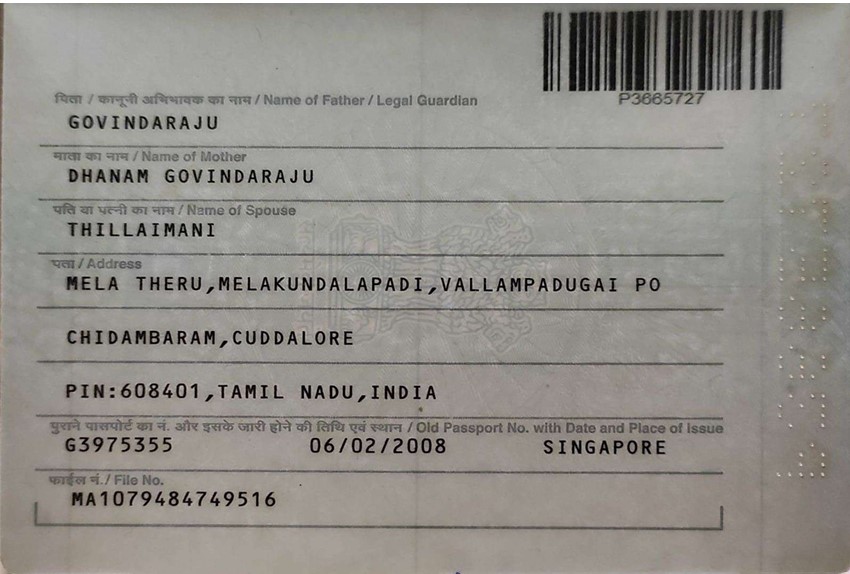 P3665727
पिता / कानूनी अभिभावक का नाम / Name of Father / Legal Guardian
GOVINDARAJU
माता का नाम / Name of Mother
DHANAM GOVINDARAJU
पति या पत्नी का नाम / Name of Spouse
THILLAIMANI
पता / Address
MELA THERU,MELAKUNDALAPADI,VALLAMPADUGAI PO
CHIDAMBARAM,CUDDALORE
PIN:608401,TAMIL NADU,INDIA
पुराने पासपोर्ट का नं. और इसके जारी होने की तिथि एवं स्थान / Old Passport No. with Date and Place of Issue
G3975355 06/02/2008 SINGAPORE
फाईल नं./ File No.
MA1079484749516